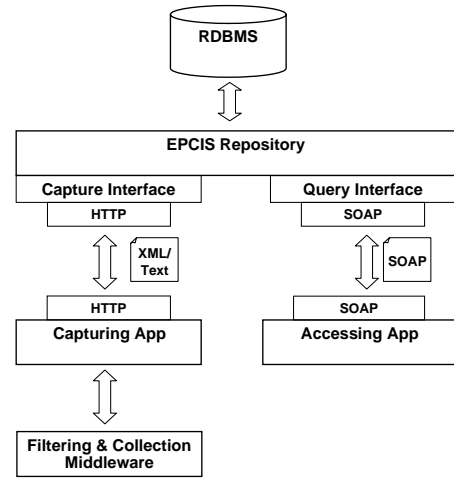 RDBMS
EPCIS Repository
Capture Interface
Query Interface
HTTP
SOAP
XML/
Text
SOAP
HTTP
SOAP
Capturing App
Accessing App
Filtering & Collection
Middleware